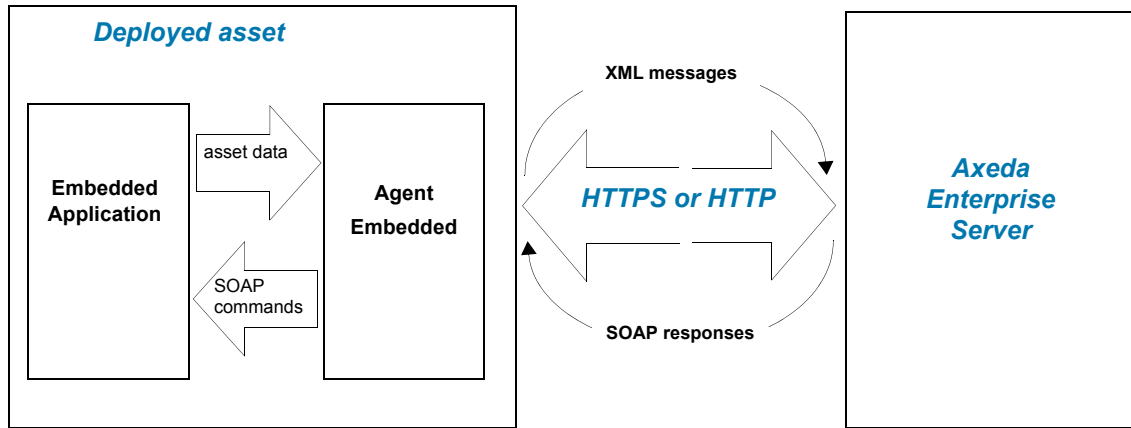 Deployed asset
XML messages
asset data
Embedded
Application
Agent
Embedded
HTTPS or HTTP
Axeda
Enterprise
Server
SOAP
commands
SOAP responses